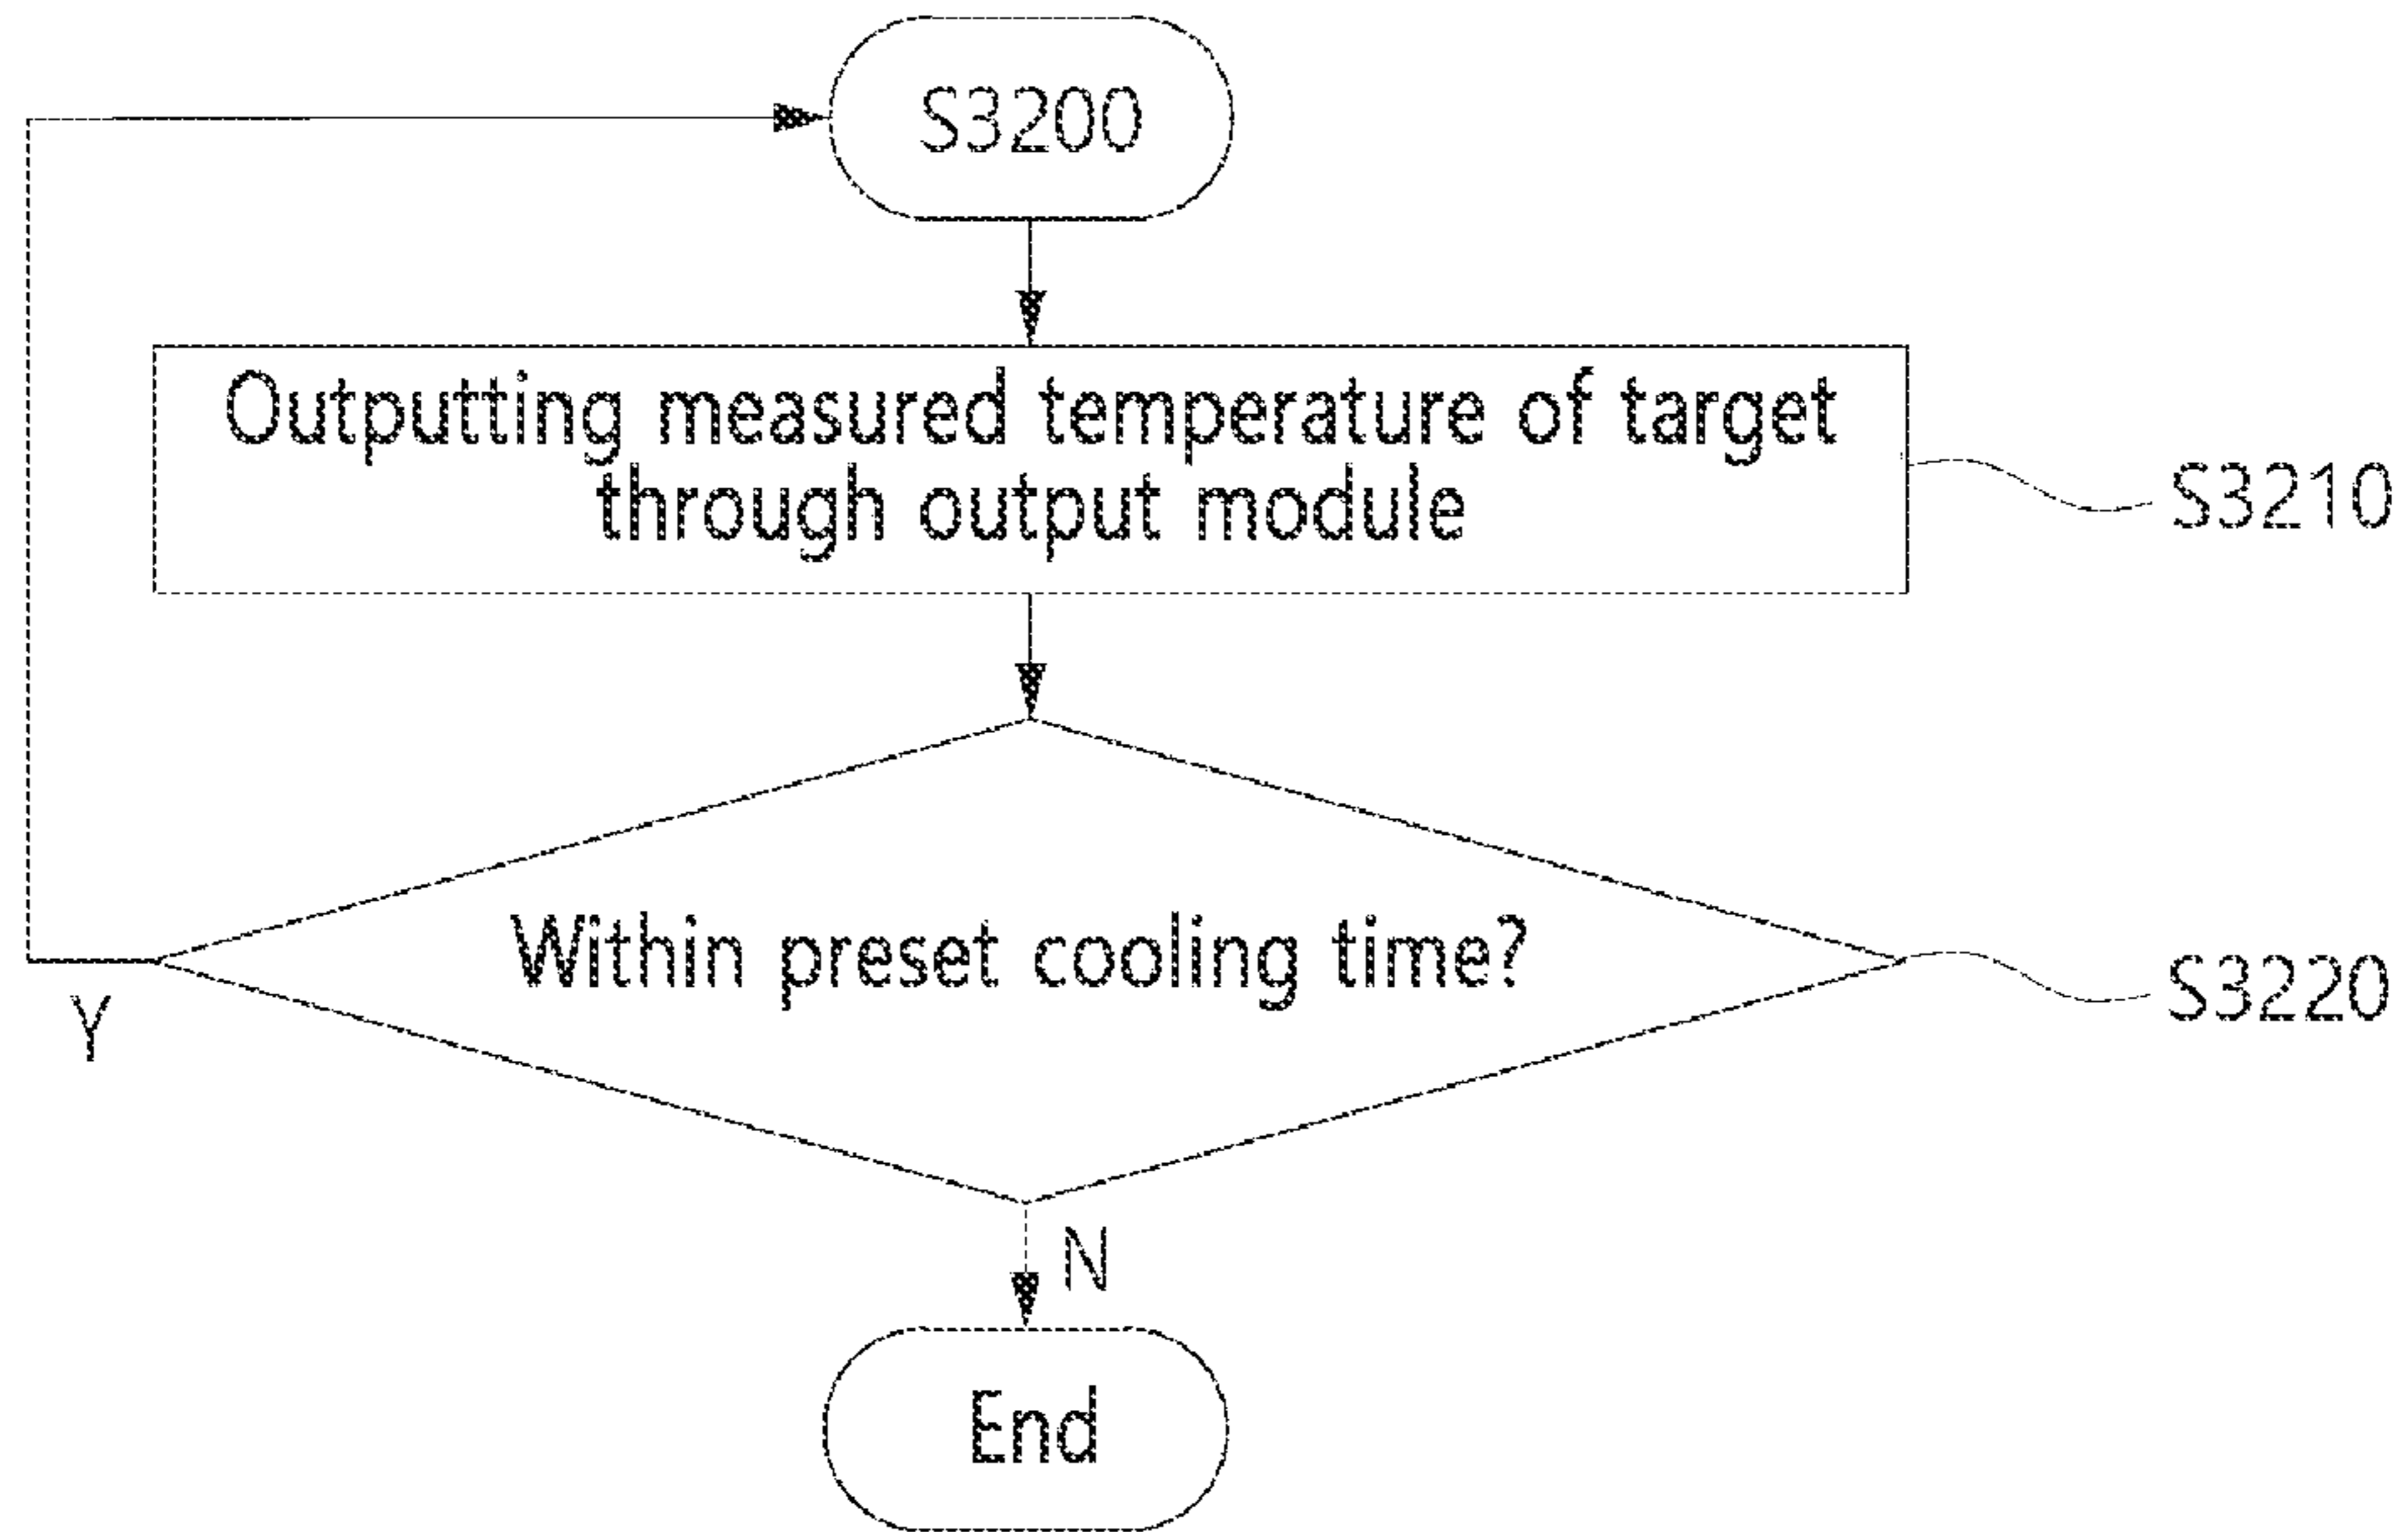 S3200
Outputting measured temperature of target
through output module
S3210
Within preset cooling time?
S3220
Y
N
End